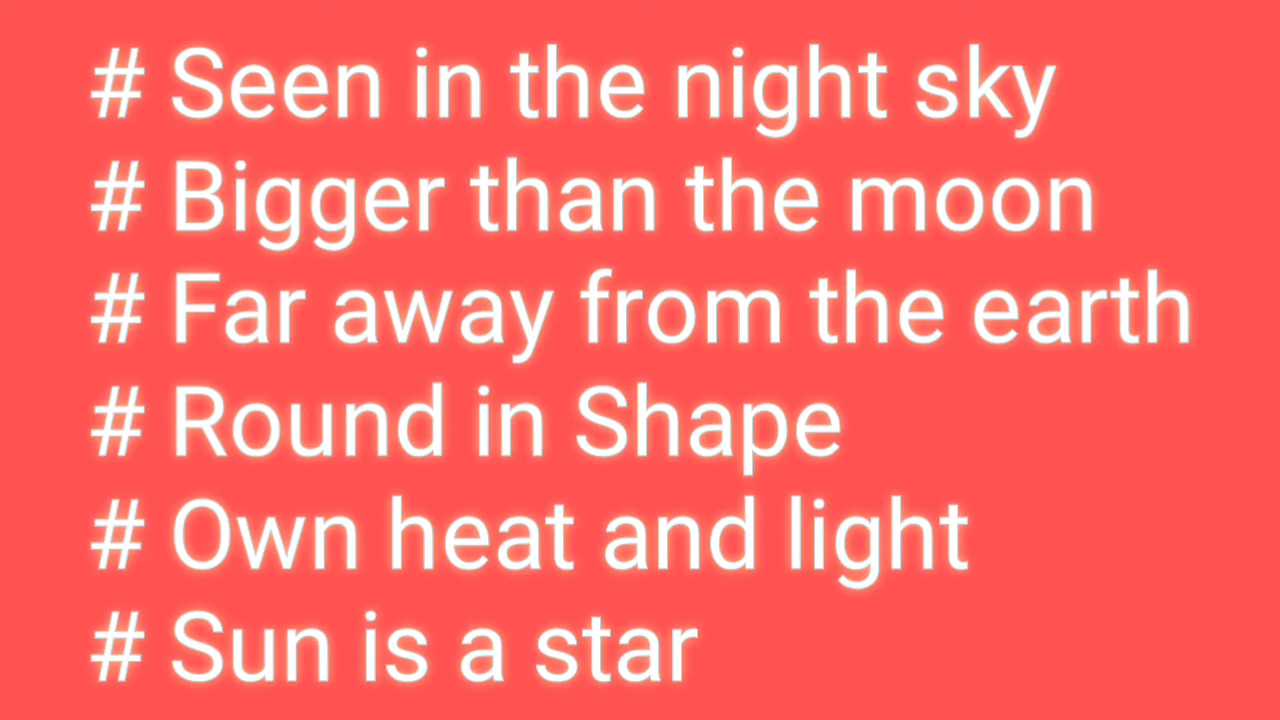 # Seen in the night sky
# Bigger than the moon
# Far away from the earth
# Round in Shape
# Own heat and light
# Sun is a star